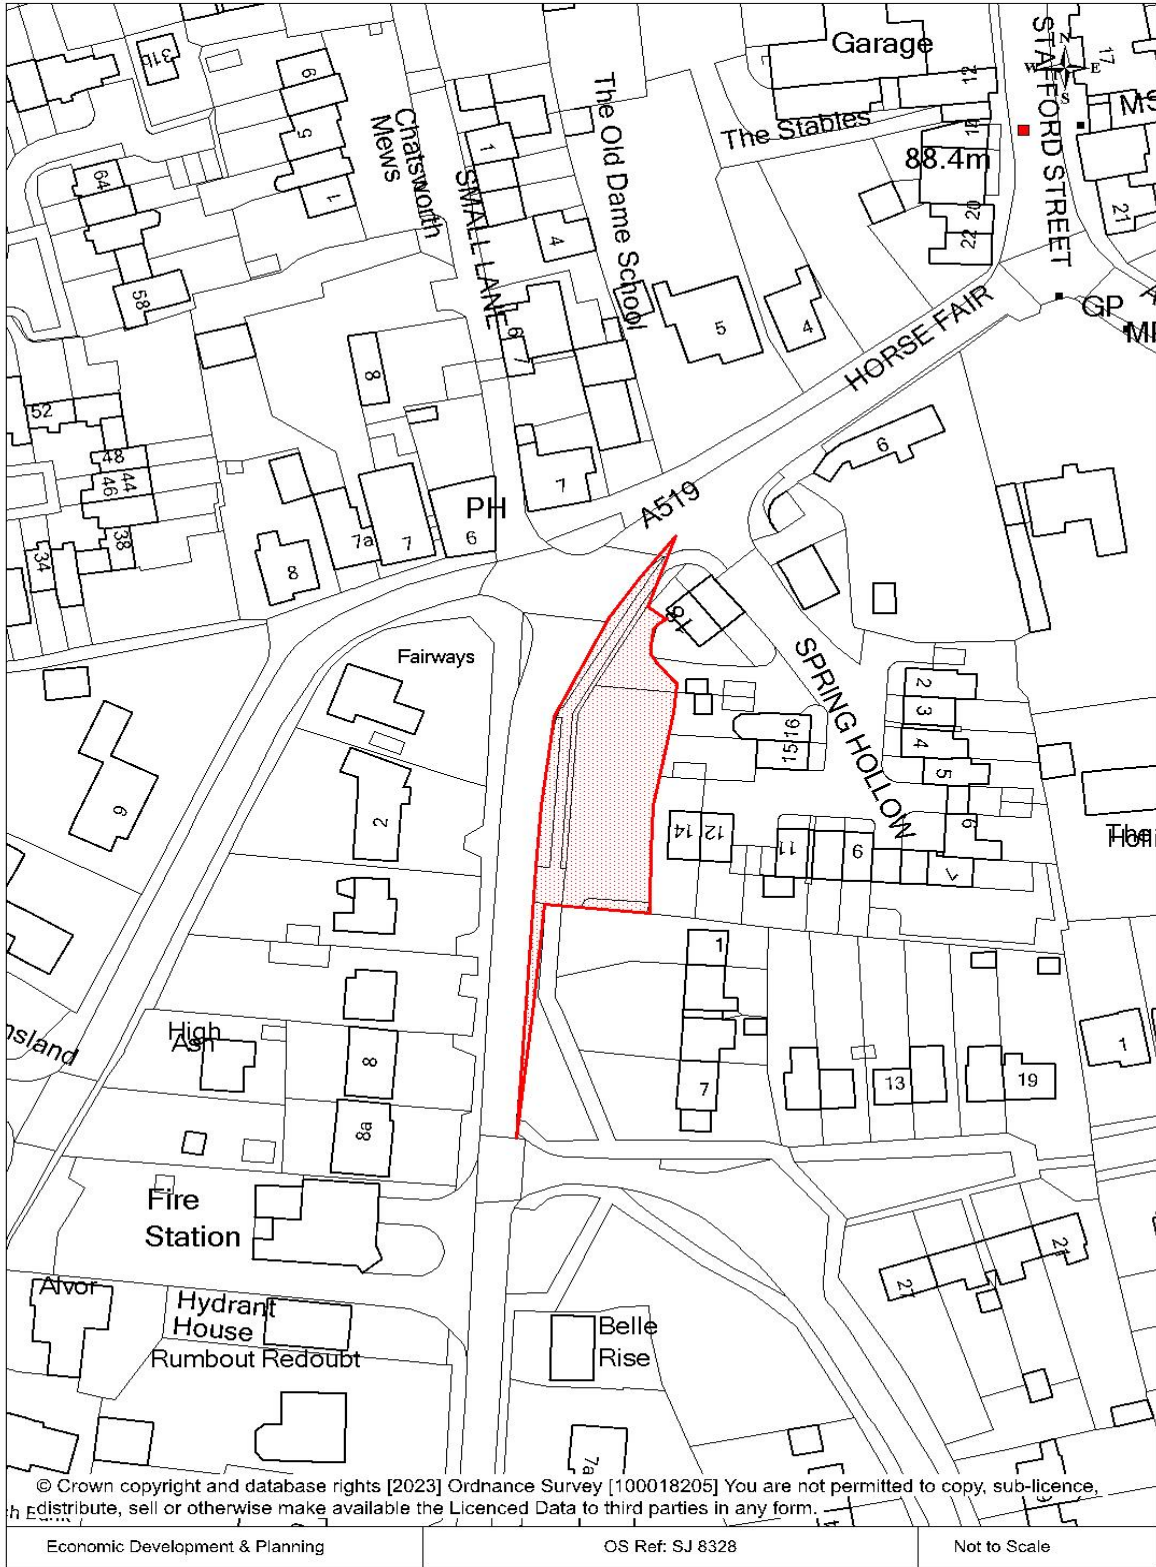 Garage
STAFFORD STREET
N
W
E
S
17
31b
6
5
1
Chatsworth
Mews
SMALL LANE
1
4
The Old Dame School
The Stables
12
18
88.4m
20
22
21
64
58
6
7
5
4
HORSE FAIR
GP
8
52
48
44
46
38
34
PH
7
6
7a
7
8
A519
6
18
Fairways
SPRING HOLLOW
2
3
4
5
6
7
16
15
14
12
11
9
9
2
1
7
13
19
1
High
Ash
8
8a
Fire
Station
Alvor
Hydrant
House
Rumbout Redoubt
Belle
Rise
7a
21
© Crown copyright and database rights [2023] Ordnance Survey [100018205] You are not permitted to copy, sub-licence,
distribute, sell or otherwise make available the Licenced Data to third parties in any form.
Economic Development & Planning
OS Ref: SJ 8328
Not to Scale